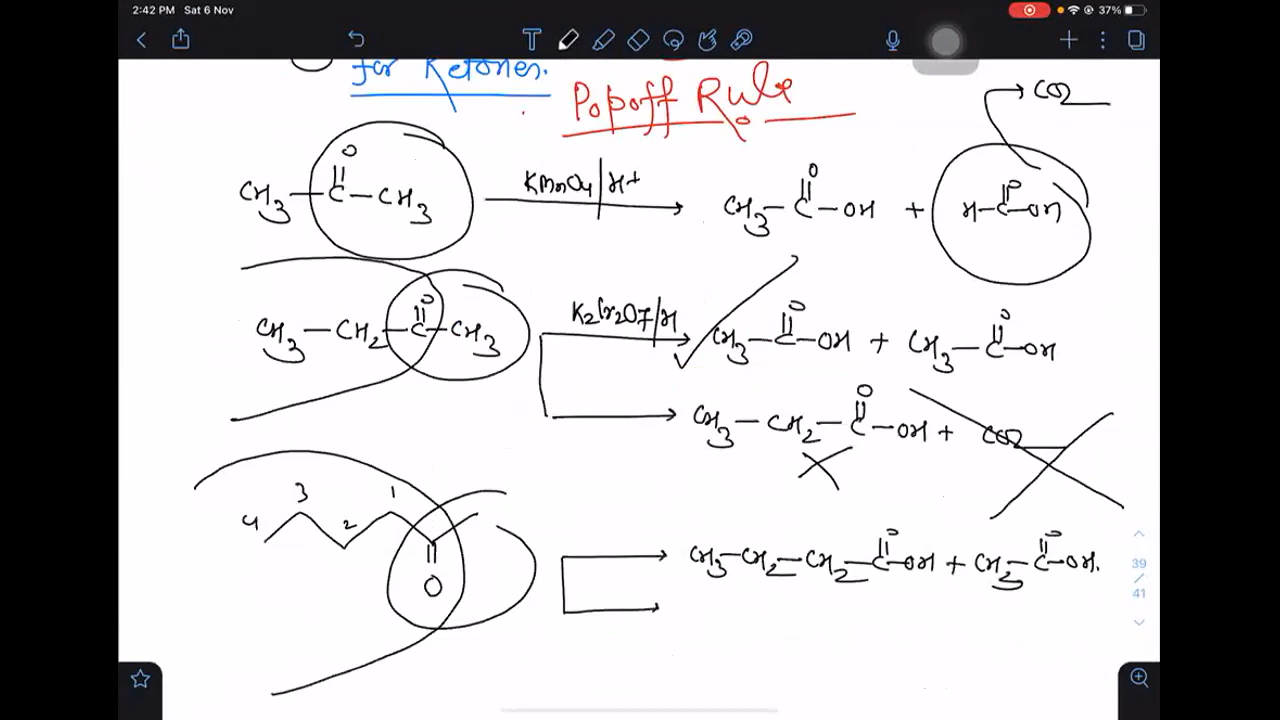 2:42 PM Sat 6 Nov
37%
for Ketones.
Popoff Rule
CO2
CH3—C(=O)—CH3 KMnO4/H+ CH3—C(=O)—OH + H—C(=O)—OH
CH3—CH2—C(=O)—CH3 K2Cr2O7/H CH3—C(=O)—OH + CH3—C(=O)—OH
CH3—CH2—C(=O)—OH + CO2
4 3 2 1
O
CH3—CH2—CH2—C(=O)—OH + CH3—C(=O)—OH.
39
/
41